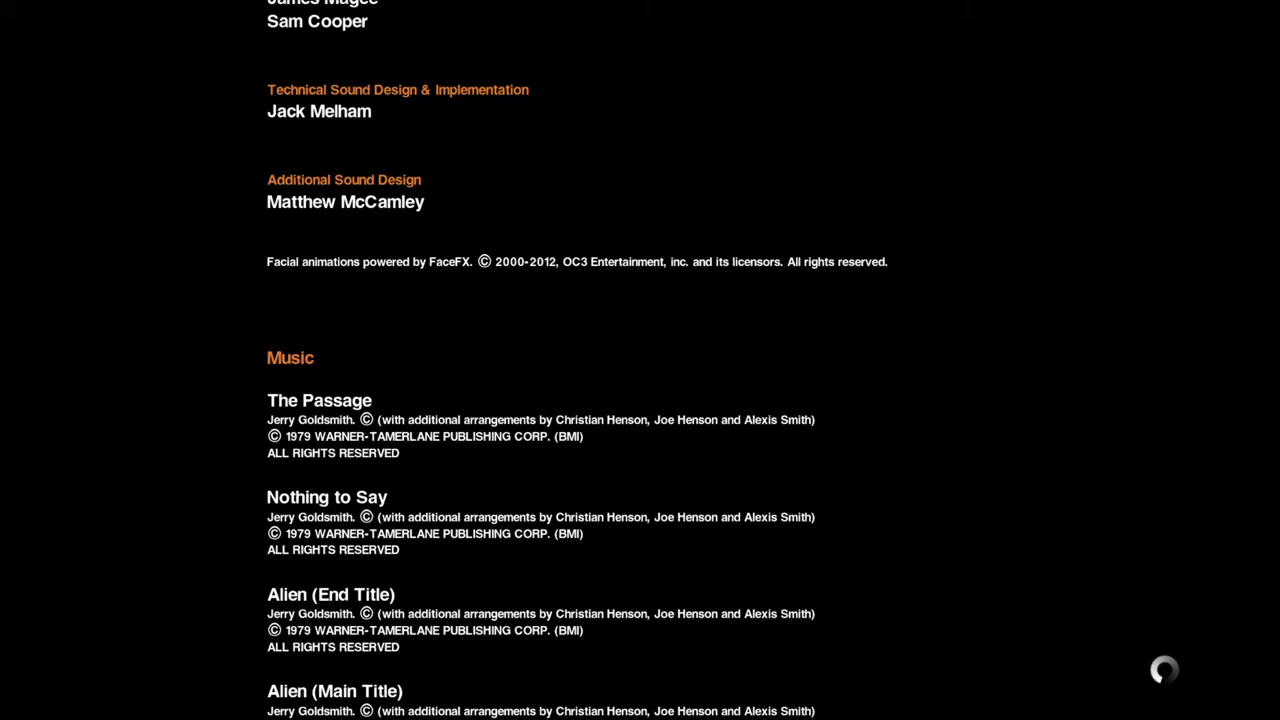 James Magee
Sam Cooper
Technical Sound Design & Implementation
Jack Melham
Additional Sound Design
Matthew McCamley
Facial animations powered by FaceFX. © 2000-2012, OC3 Entertainment, inc. and its licensors. All rights reserved.
Music
The Passage
Jerry Goldsmith. © (with additional arrangements by Christian Henson, Joe Henson and Alexis Smith)
© 1979 WARNER-TAMERLANE PUBLISHING CORP. (BMI)
ALL RIGHTS RESERVED
Nothing to Say
Jerry Goldsmith. © (with additional arrangements by Christian Henson, Joe Henson and Alexis Smith)
© 1979 WARNER-TAMERLANE PUBLISHING CORP. (BMI)
ALL RIGHTS RESERVED
Alien (End Title)
Jerry Goldsmith. © (with additional arrangements by Christian Henson, Joe Henson and Alexis Smith)
© 1979 WARNER-TAMERLANE PUBLISHING CORP. (BMI)
ALL RIGHTS RESERVED
Alien (Main Title)
Jerry Goldsmith. © (with additional arrangements by Christian Henson, Joe Henson and Alexis Smith)